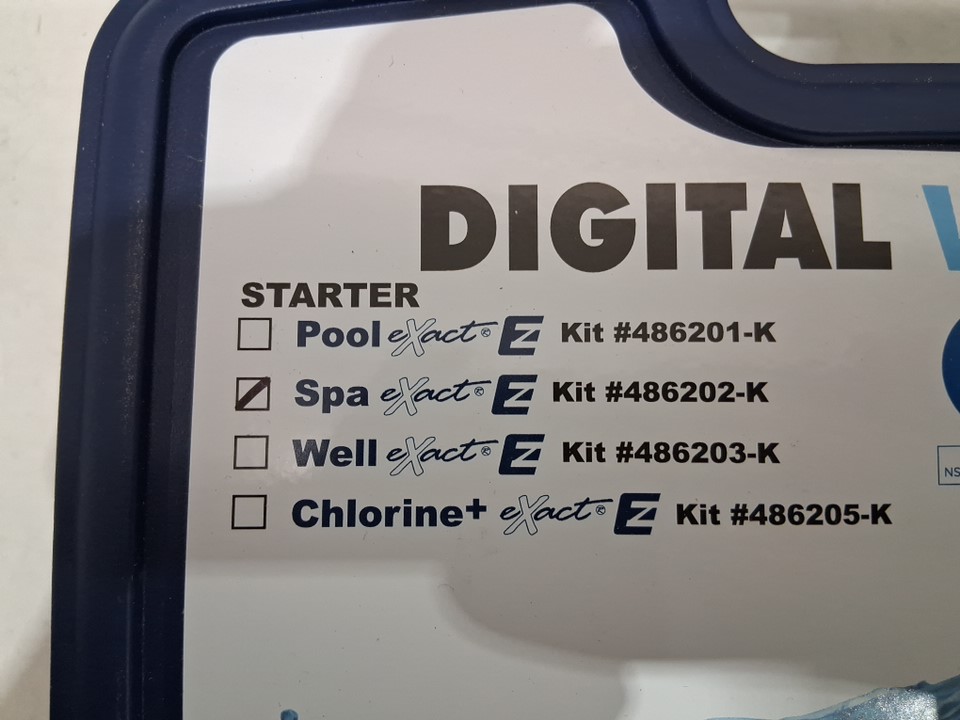 DIGITAL
STARTER
Pool eXact® EZ Kit #486201-K
Spa eXact® EZ Kit #486202-K
Well eXact® EZ Kit #486203-K
Chlorine+ eXact® EZ Kit #486205-K